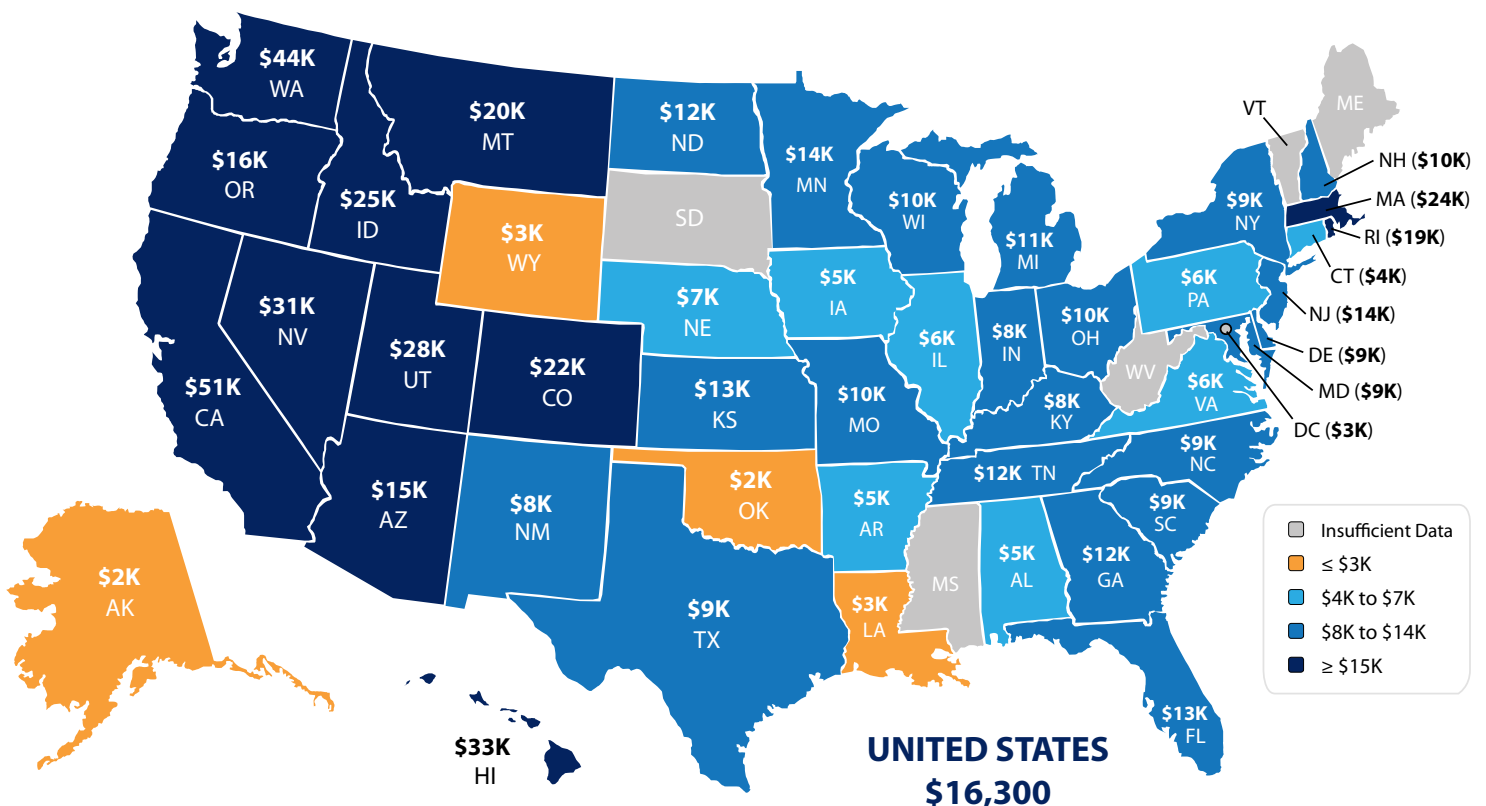 $44K
WA
$20K
MT
$12K
ND
$14K
MN
$16K
OR
$25K
ID
$3K
WY
SD
$10K
WI
$11K
MI
$9K
NY
VT
ME
NH ($10K)
MA ($24K)
RI ($19K)
CT ($4K)
NJ ($14K)
DE ($9K)
MD ($9K)
DC ($3K)
$31K
NV
$28K
UT
$22K
CO
$7K
NE
$5K
IA
$6K
IL
$8K
IN
$10K
OH
$6K
PA
WV
$6K
VA
$51K
CA
$13K
KS
$10K
MO
$8K
KY
$15K
AZ
$8K
NM
$2K
OK
$5K
AR
$12K TN
$9K
NC
$9K
SC
$2K
AK
$9K
TX
$3K
LA
MS
$5K
AL
$12K
GA
$13K
FL
$33K
HI
Insufficient Data
≤ $3K
$4K to $7K
$8K to $14K
≥ $15K
UNITED STATES
$16,300